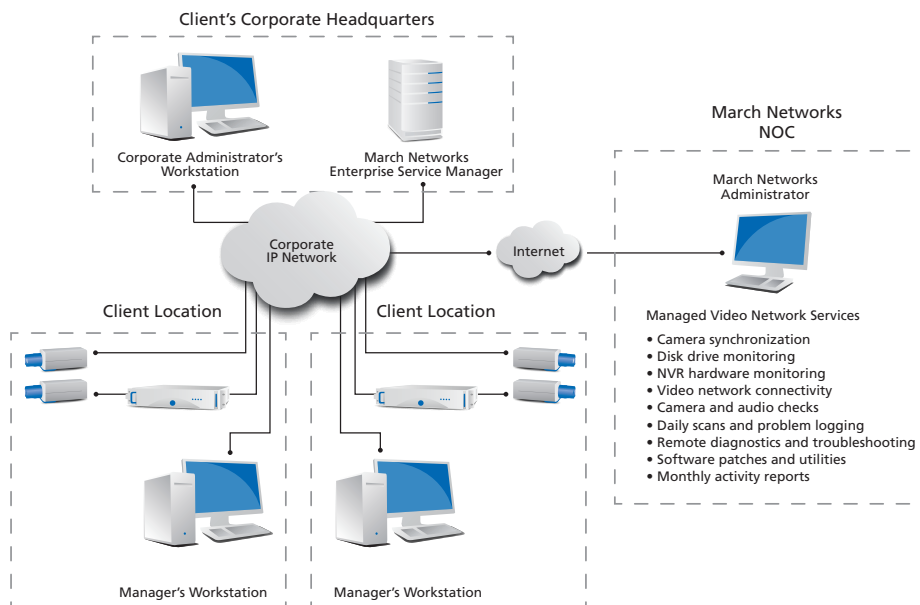 Client's Corporate Headquarters
Corporate Administrator's
Workstation
March Networks
Enterprise Service Manager
March Networks
NOC
March Networks
Administrator
Corporate
IP Network
Internet
Client Location
Client Location
Managed Video Network Services
• Camera synchronization
• Disk drive monitoring
• NVR hardware monitoring
• Video network connectivity
• Camera and audio checks
• Daily scans and problem logging
• Remote diagnostics and troubleshooting
• Software patches and utilities
• Monthly activity reports
Manager's Workstation
Manager's Workstation